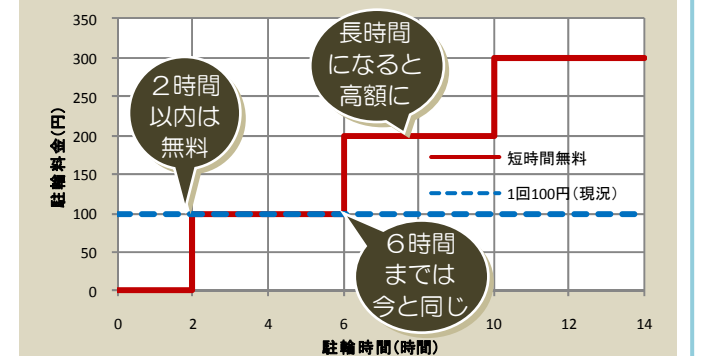 350
300
250
200
150
100
50
0
駐輪料金(円)
2時間
以内は
無料
長時間
になると
高額に
短時間無料
1回100円(現況)
6時間
までは
今と同じ
0 2 4 6 10 12 14
駐輪時間(時間)